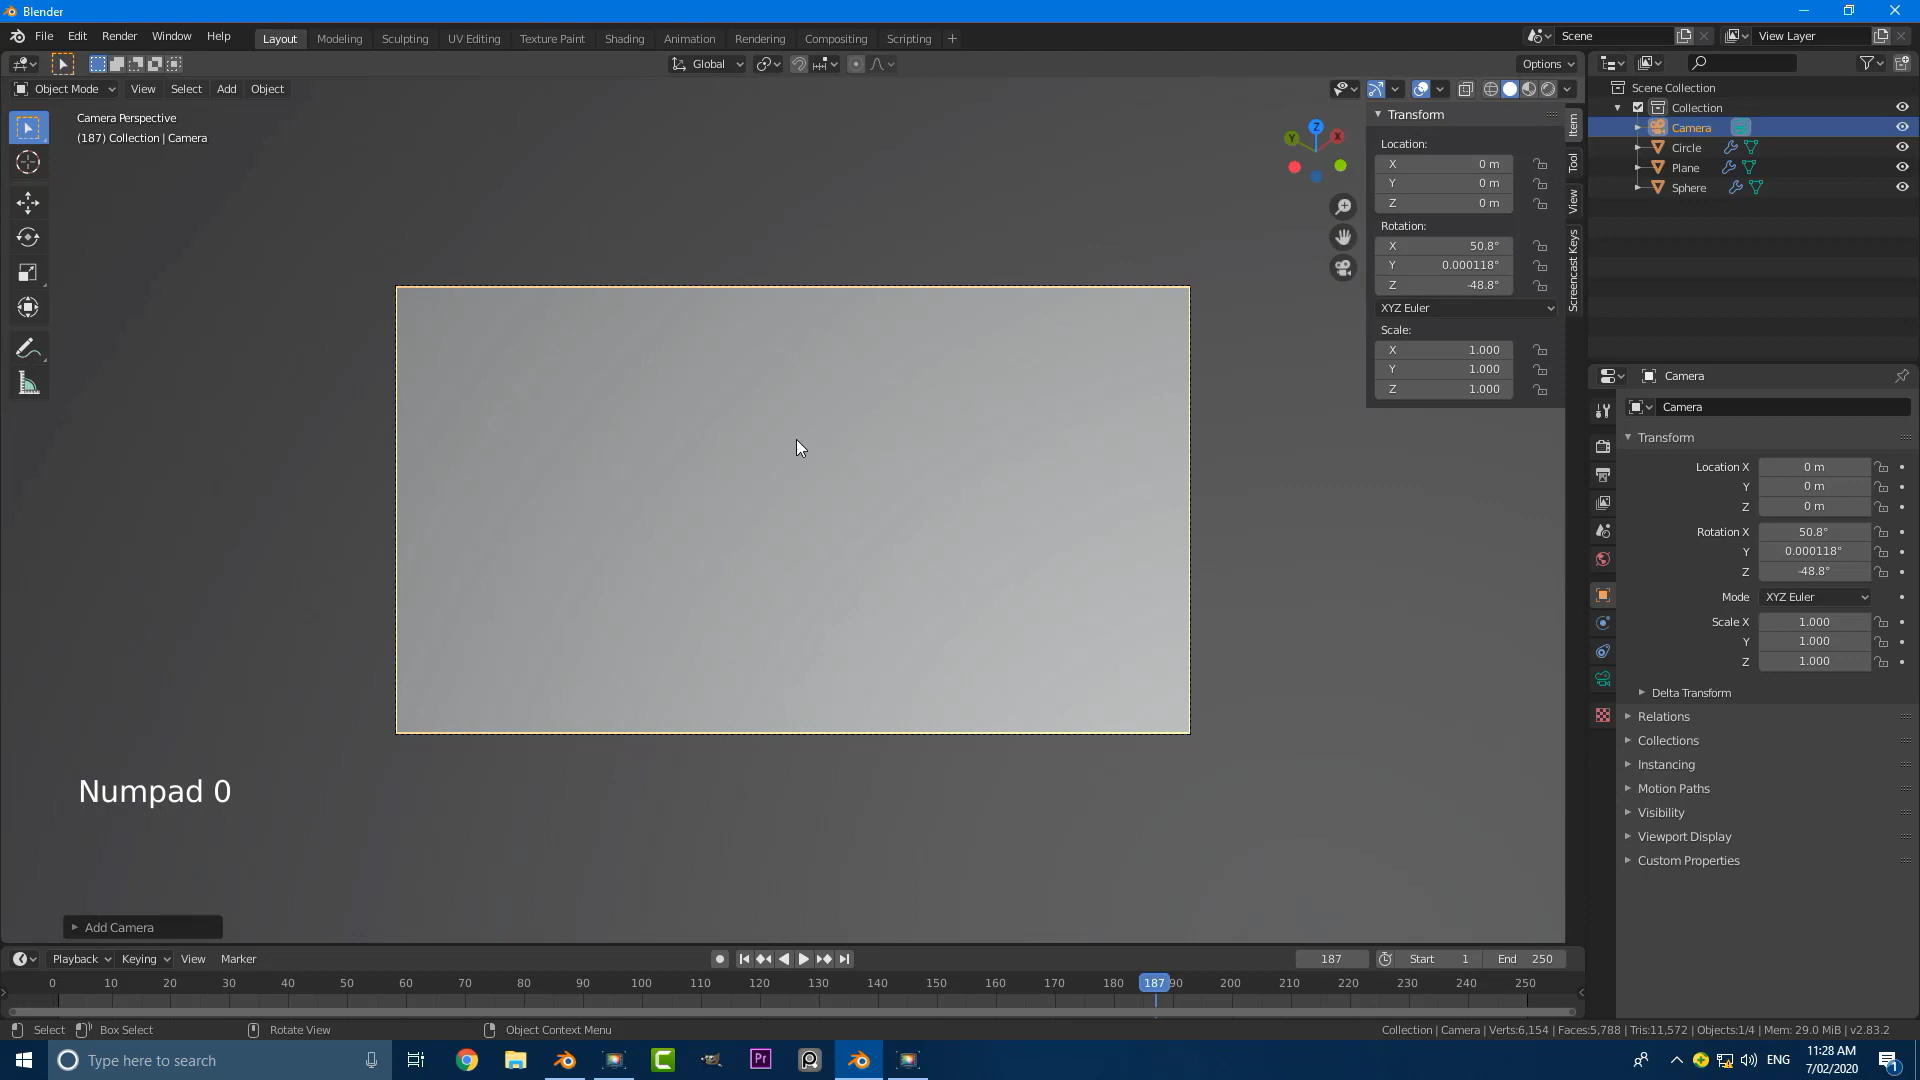 Blender
File Edit Render Window Help
Layout Modeling Sculpting UV Editing Texture Paint Shading Animation Rendering Compositing Scripting +
Scene
View Layer
Global
Options
Object Mode View Select Add Object
Camera Perspective
(187) Collection | Camera
Z
Y
X
Transform
Location:
X 0 m
Y 0 m
Z 0 m
Rotation:
X 50.8°
Y 0.000118°
Z -48.8°
XYZ Euler
Scale:
X 1.000
Y 1.000
Z 1.000
Item
Tool
View
Screencast Keys
Scene Collection
Collection
Camera
Circle
Plane
Sphere
Camera
Camera
Transform
Location X 0 m
Y 0 m
Z 0 m
Rotation X 50.8°
Y 0.000118°
Z -48.8°
Mode XYZ Euler
Scale X 1.000
Y 1.000
Z 1.000
Delta Transform
Relations
Collections
Instancing
Motion Paths
Visibility
Viewport Display
Custom Properties
Numpad 0
Add Camera
Playback Keying View Marker
187 Start 1 End 250
0 10 20 30 40 50 60 70 80 90 100 110 120 130 140 150 160 170 180 187 90 200 210 220 230 240 250
Select Box Select Rotate View Object Context Menu
Collection | Camera | Verts:6,154 | Faces:5,788 | Tris:11,572 | Objects:1/4 | Mem: 29.0 MiB | v2.83.2
Type here to search
Pr
ENG
11:28 AM
7/02/2020
1